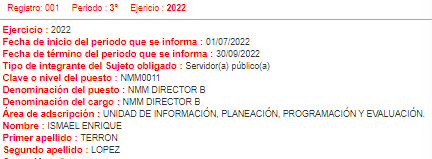 Registro: 001 Periodo : 3° Ejericio : 2022
Ejercicio : 2022
Fecha de inicio del periodo que se informa : 01/07/2022
Fecha de término del periodo que se informa : 30/09/2022
Tipo de integrante del Sujeto obligado : Servidor(a) público(a)
Clave o nivel del puesto : NMM0011
Denominación del puesto : NMM DIRECTOR B
Denominación del cargo : NMM DIRECTOR B
Área de adscripción : UNIDAD DE INFORMACIÓN, PLANEACIÓN, PROGRAMACIÓN Y EVALUACIÓN.
Nombre : ISMAEL ENRIQUE
Primer apellido : TERRON
Segundo apellido : LOPEZ